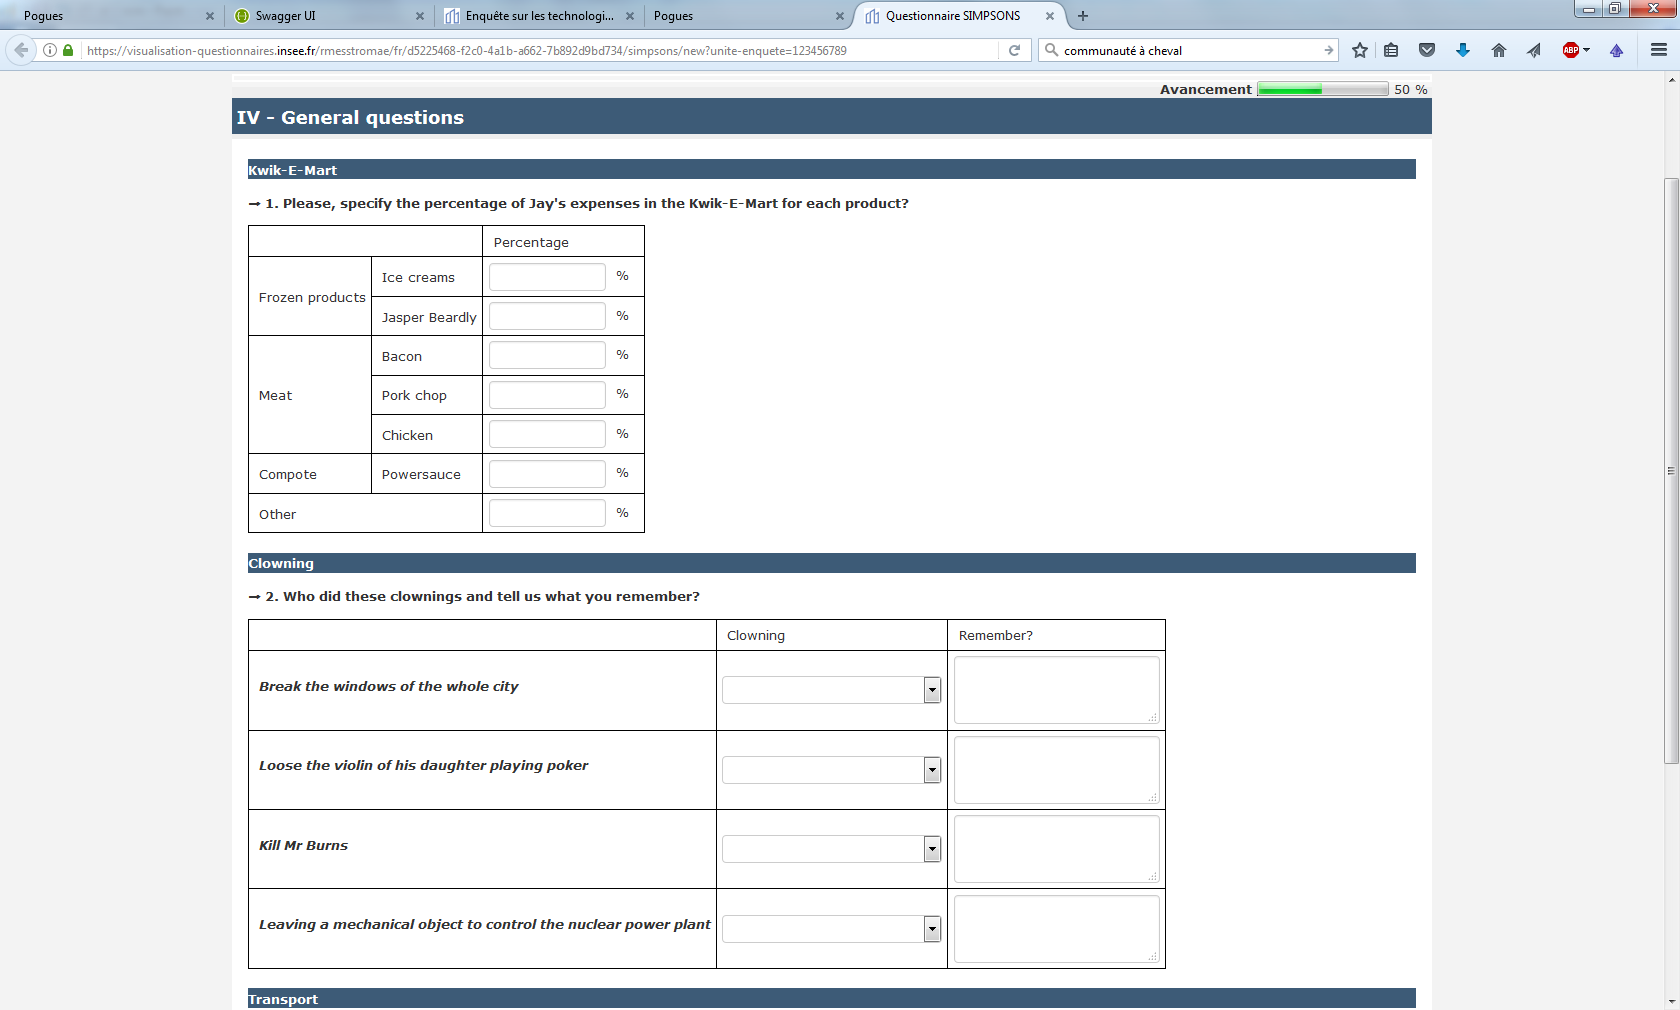 Pogues
Swagger UI
Enquête sur les technologi...
Pogues
Questionnaire SIMPSONS
https://visualisation-questionnaires.insee.fr/rmesstromae/fr/d5225468-f2c0-4a1b-a662-7b892d9bd734/simpsons/new?unite-enquete=123456789
communauté à cheval
ABP
Avancement 50 %
IV - General questions
Kwik-E-Mart
➞ 1. Please, specify the percentage of Jay's expenses in the Kwik-E-Mart for each product?
Percentage
Frozen products
Ice creams %
Jasper Beardly %
Meat
Bacon %
Pork chop %
Chicken %
Compote Powersauce %
Other %
Clowning
➞ 2. Who did these clownings and tell us what you remember?
Clowning Remember?
Break the windows of the whole city
Loose the violin of his daughter playing poker
Kill Mr Burns
Leaving a mechanical object to control the nuclear power plant
Transport